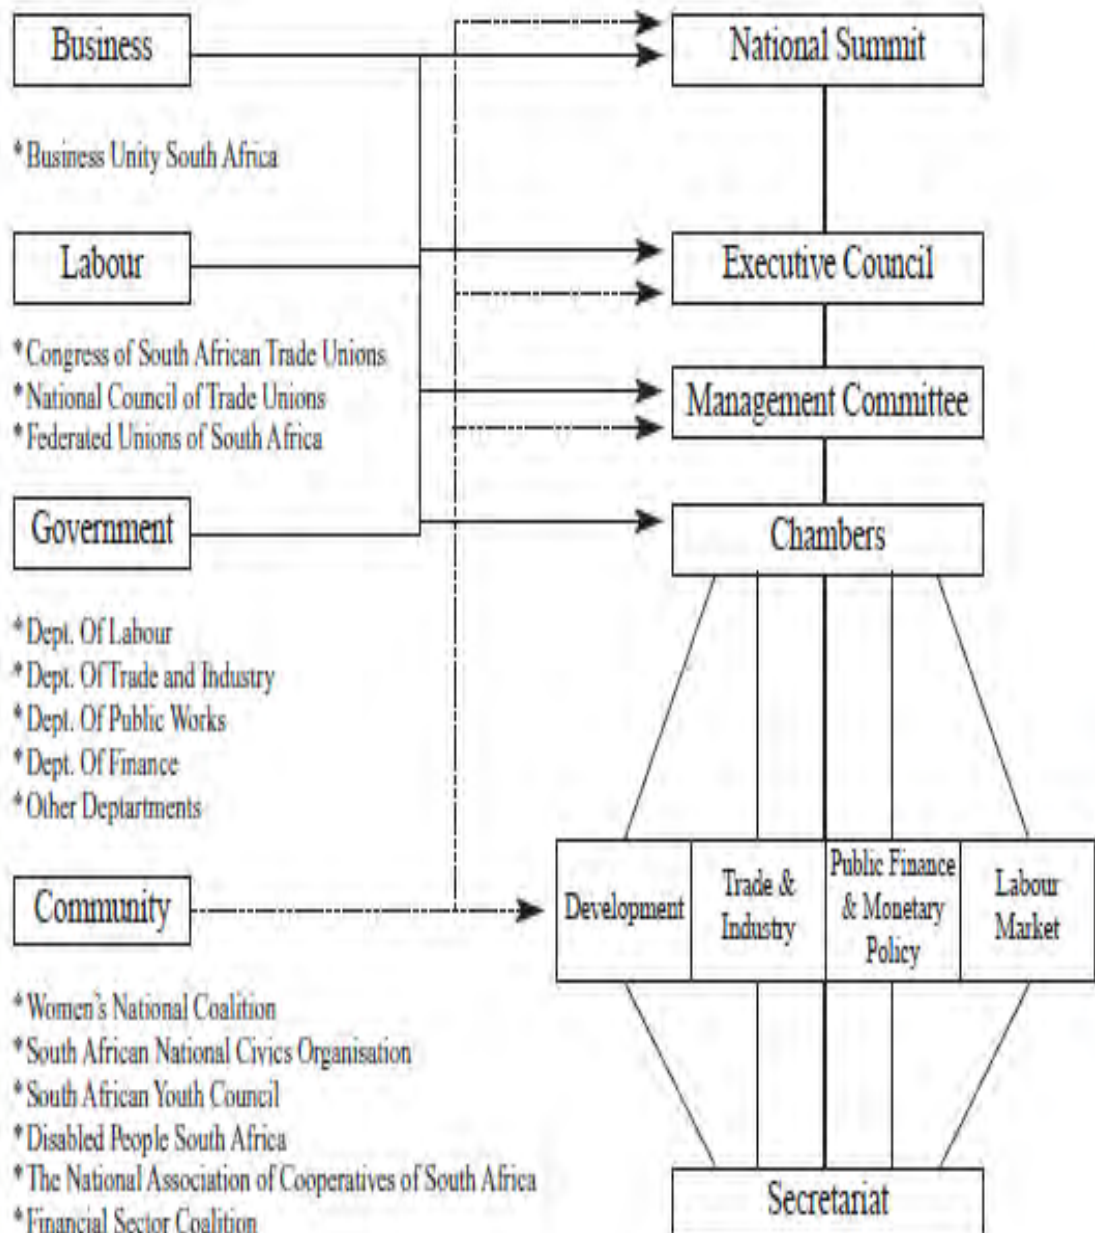 Business
National Summit
*Business Unity South Africa
Labour
Executive Council
*Congress of South African Trade Unions
*National Council of Trade Unions
*Federated Unions of South Africa
Management Committee
Government
Chambers
*Dept. Of Labour
*Dept. Of Trade and Industry
*Dept. Of Public Works
*Dept. Of Finance
*Other Deptartments
Community
Development
Trade &
Industry
Public Finance
& Monetary
Policy
Labour
Market
*Women's National Coalition
*South African National Civics Organisation
*South African Youth Council
*Disabled People South Africa
*The National Association of Cooperatives of South Africa
*Financial Sector Coalition
Secretariat